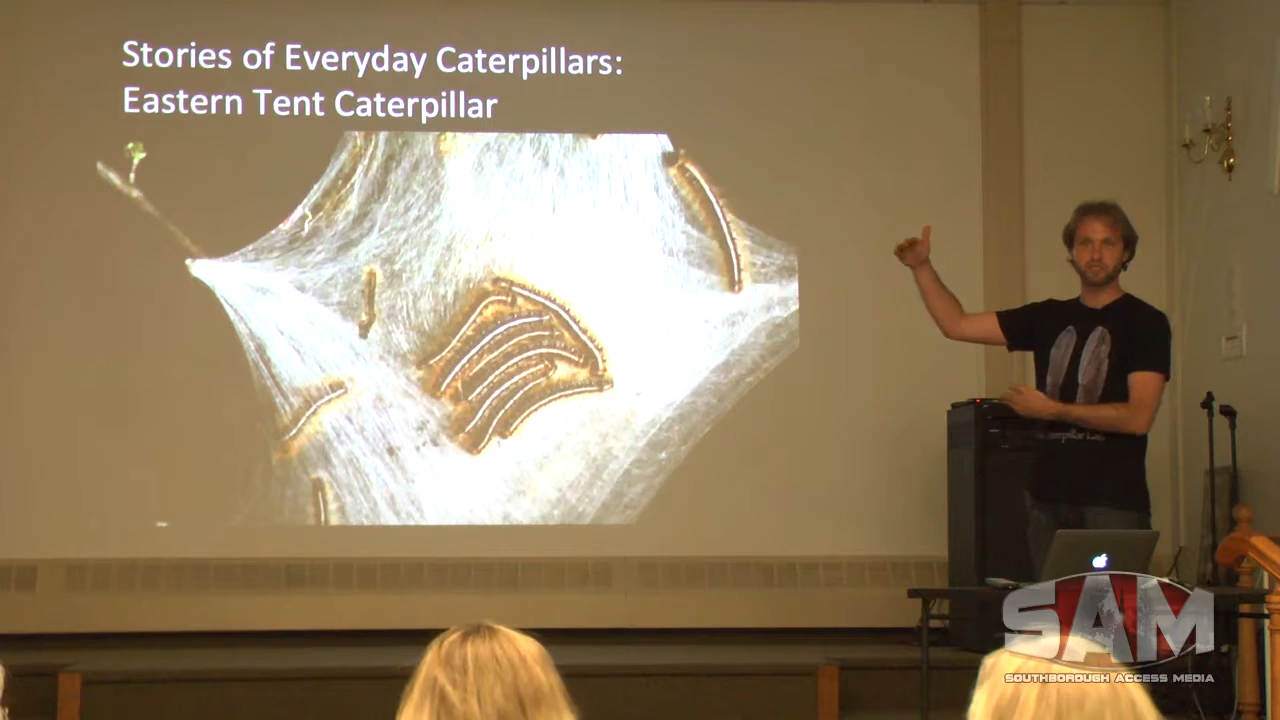 Stories of Everyday Caterpillars:
Eastern Tent Caterpillar
SAM
SOUTHBOROUGH ACCESS MEDIA